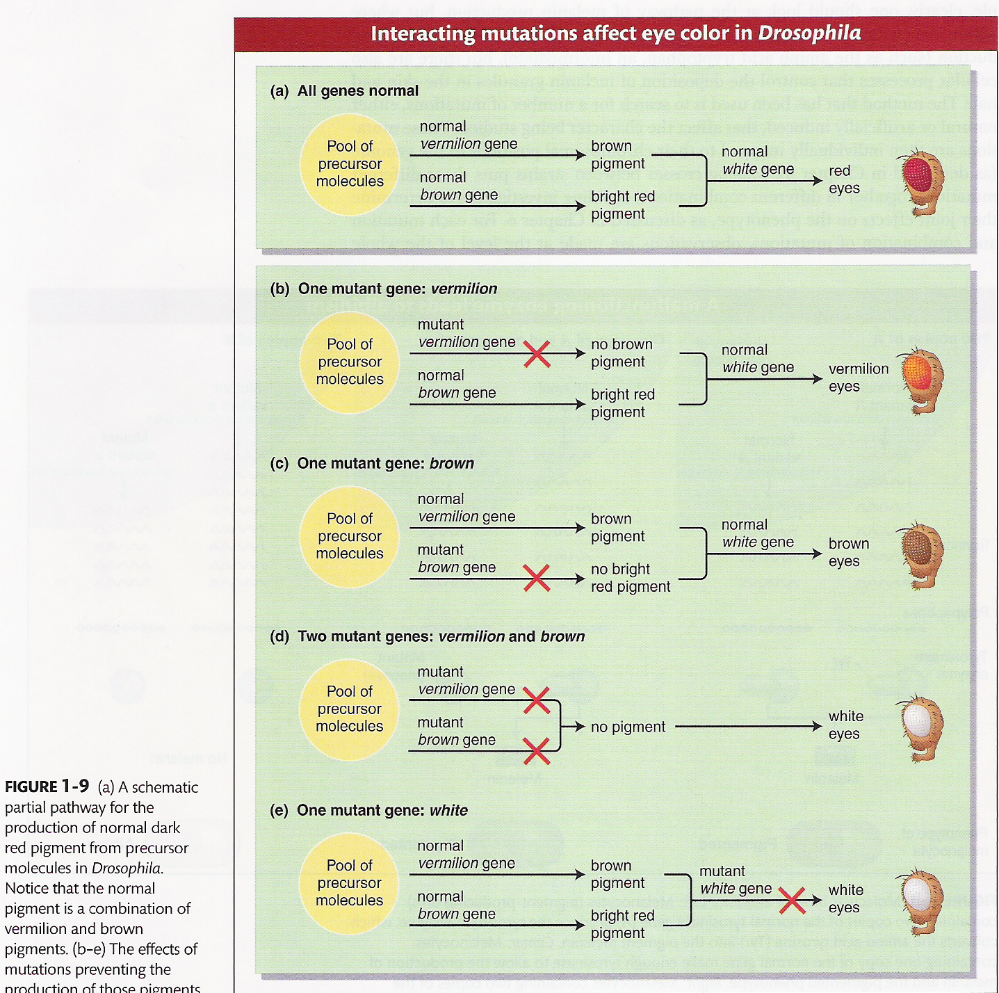 Interacting mutations affect eye color in Drosophila
(a) All genes normal
Pool of
precursor
molecules
normal
vermilion gene
normal
brown gene
brown
pigment
bright red
pigment
normal
white gene
red
eyes
(b) One mutant gene: vermilion
Pool of
precursor
molecules
mutant
vermilion gene
normal
brown gene
no brown
pigment
bright red
pigment
normal
white gene
vermilion
eyes
(c) One mutant gene: brown
Pool of
precursor
molecules
normal
vermilion gene
mutant
brown gene
brown
pigment
no bright
red pigment
normal
white gene
brown
eyes
(d) Two mutant genes: vermilion and brown
Pool of
precursor
molecules
mutant
vermilion gene
mutant
brown gene
no pigment
white
eyes
(e) One mutant gene: white
Pool of
precursor
molecules
normal
vermilion gene
normal
brown gene
brown
pigment
bright red
pigment
mutant
white gene
white
eyes
FIGURE 1-9 (a) A schematic
partial pathway for the
production of normal dark
red pigment from precursor
molecules in Drosophila.
Notice that the normal
pigment is a combination of
vermilion and brown
pigments. (b–e) The effects of
mutations preventing the
production of those pigments